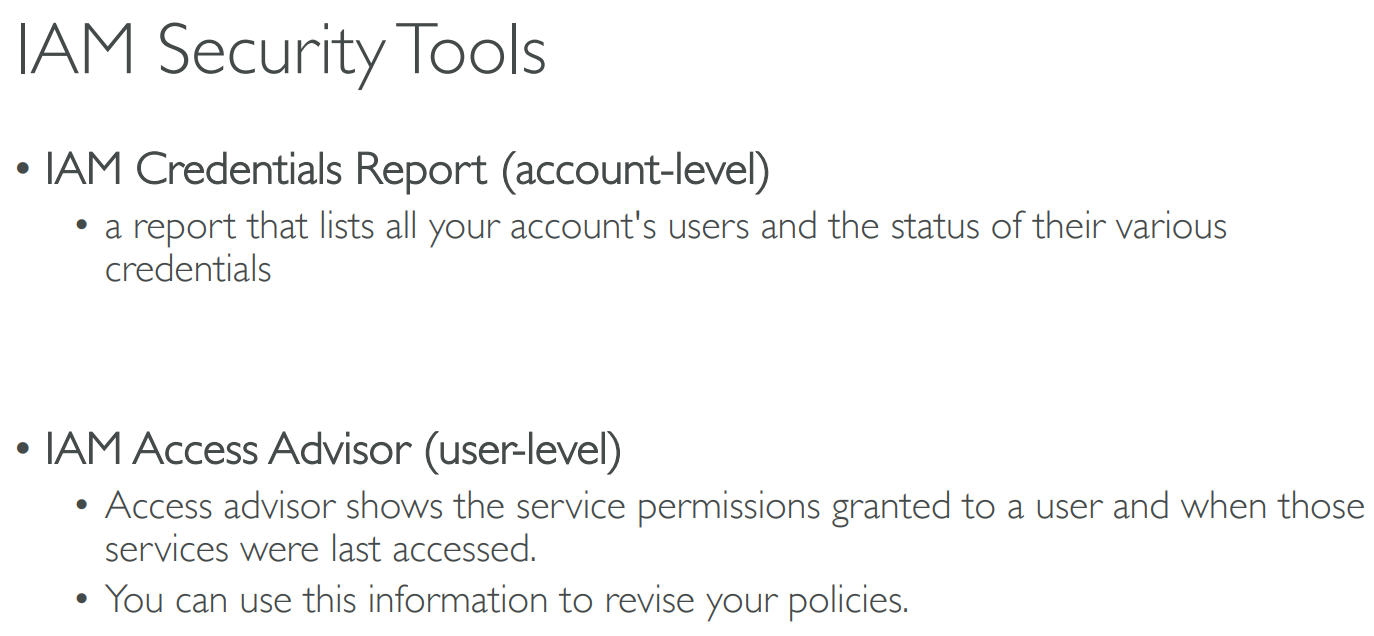 IAM Security Tools
• IAM Credentials Report (account-level)
• a report that lists all your account's users and the status of their various
credentials
• IAM Access Advisor (user-level)
• Access advisor shows the service permissions granted to a user and when those
services were last accessed.
• You can use this information to revise your policies.